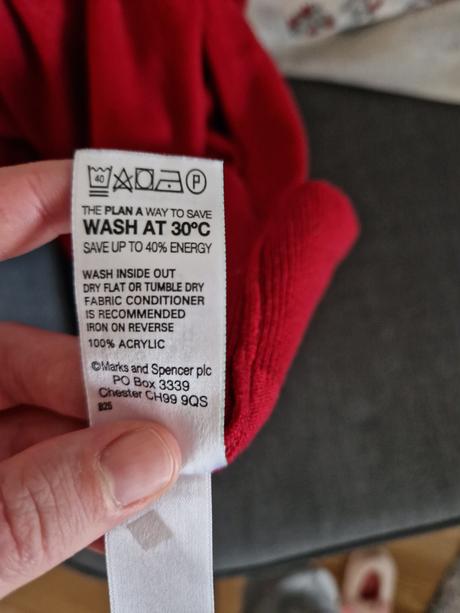 40
P
THE PLAN A WAY TO SAVE
WASH AT 30°C
SAVE UP TO 40% ENERGY
WASH INSIDE OUT
DRY FLAT OR TUMBLE DRY
FABRIC CONDITIONER
IS RECOMMENDED
IRON ON REVERSE
100% ACRYLIC
©Marks and Spencer plc
PO Box 3339
Chester CH99 9QS